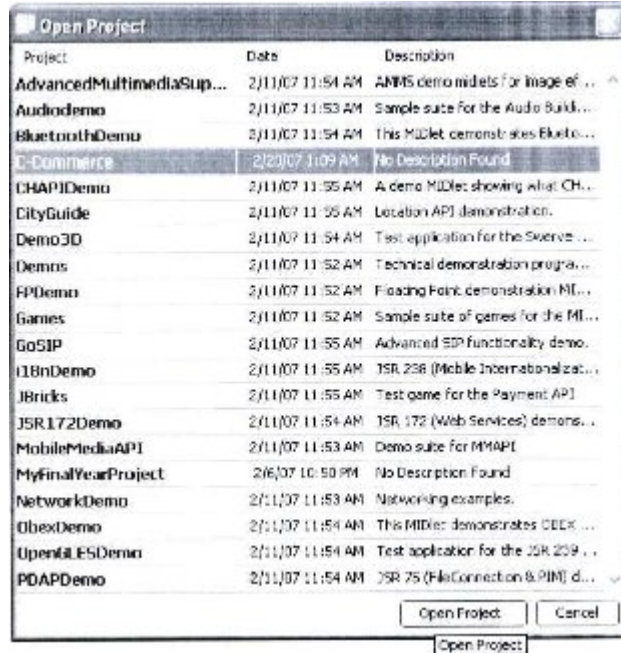 Open Project
Project Date Description
AdvancedMultimediaSup... 2/11/07 11:54 AM AMMS demo midlets for image ef...
Audiodemo 2/11/07 11:53 AM Sample suite for the Audio Buildi...
BluetoothDemo 2/11/07 11:54 AM This MIDlet demonstrates Blueto...
C-Commerce 2/20/07 1:09 AM No Description Found
CHAPIDemo 2/11/07 11:55 AM A demo MIDlet showing what CH...
CityGuide 2/11/07 11:55 AM Location API demonstration.
Demo3D 2/11/07 11:54 AM Test application for the Swerve ...
Demos 2/11/07 11:52 AM Technical demonstration progra...
FPDemo 2/11/07 11:52 AM Floating Point demonstration MI...
Games 2/11/07 11:52 AM Sample suite of games for the MI...
GoSIP 2/11/07 11:55 AM Advanced SIP functionality demo.
i18nDemo 2/11/07 11:55 AM JSR 238 (Mobile Internationalizat...
JBricks 2/11/07 11:55 AM Test game for the Payment API
JSR172Demo 2/11/07 11:54 AM JSR 172 (Web Services) demons...
MobileMediaAPI 2/11/07 11:53 AM Demo suite for MMAPI
MyFinalYearProject 2/6/07 10:50 PM No Description Found
NetworkDemo 2/11/07 11:53 AM Networking examples.
ObexDemo 2/11/07 11:54 AM This MIDlet demonstrates OBEX ...
OpenGLESDemo 2/11/07 11:54 AM Test application for the JSR 239 ...
PDAPDemo 2/11/07 11:54 AM JSR 75 (FileConnection & PIM) d...
Open Project Cancel
Open Project